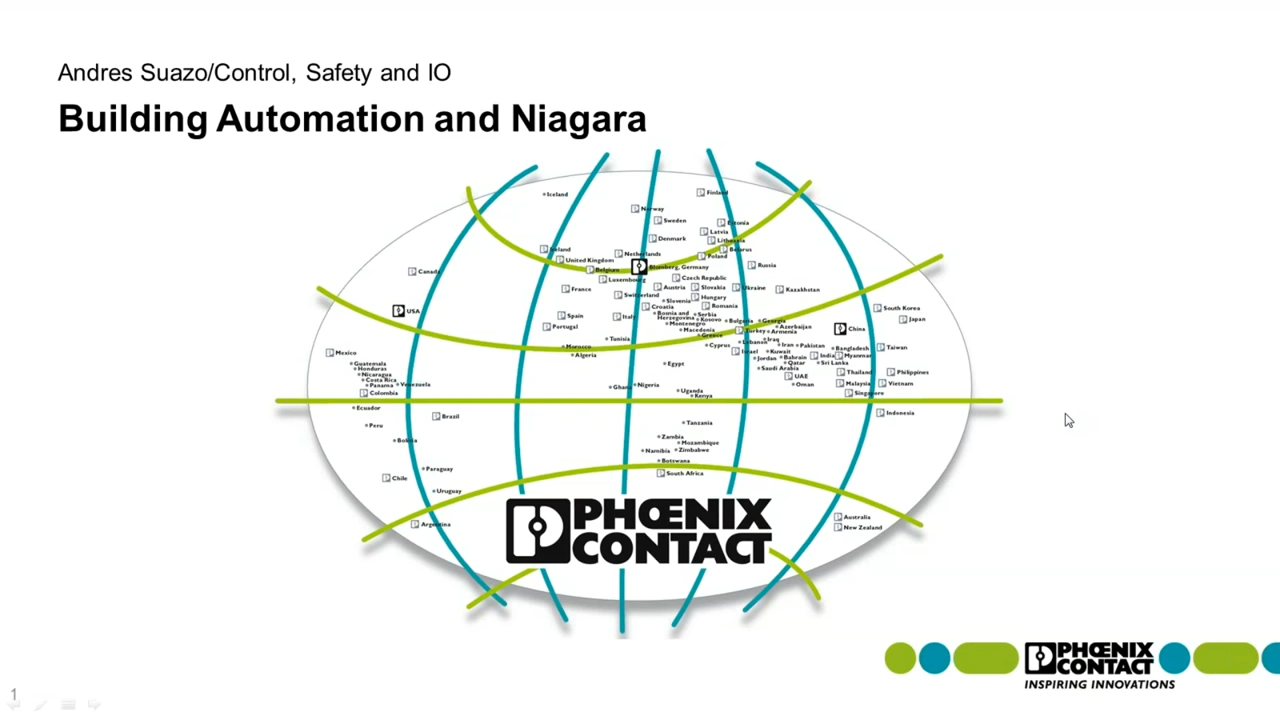 Andres Suazo/Control, Safety and IO
Building Automation and Niagara
Iceland
Finland
Norway
Sweden
Estonia
Latvia
Denmark
Lithuania
Ireland
Netherlands
Belarus
United Kingdom
Poland
Belgium
Blomberg, Germany
Russia
Canada
Luxembourg
Czech Republic
France
Austria
Slovakia
Ukraine
Kazakhstan
Switzerland
Slovenia
Hungary
USA
Croatia
Romania
South Korea
Spain
Italy
Bosnia and
Herzegovina
Serbia
Kosovo
Bulgaria
Georgia
Japan
Portugal
Montenegro
Macedonia
Turkey
Armenia
Azerbaijan
China
Greece
Tunisia
Morocco
Cyprus
Lebanon
Iraq
Iran
Pakistan
Bangladesh
Taiwan
Mexico
Algeria
Israel
Kuwait
Jordan
Bahrain
India
Myanmar
Guatemala
Honduras
Egypt
Qatar
Sri Lanka
Saudi Arabia
Nicaragua
UAE
Thailand
Philippines
Costa Rica
Panama
Venezuela
Ghana
Nigeria
Oman
Malaysia
Vietnam
Colombia
Uganda
Kenya
Singapore
Ecuador
Brazil
Indonesia
Peru
Tanzania
Bolivia
Zambia
Mozambique
Namibia
Zimbabwe
Botswana
Paraguay
South Africa
Chile
Uruguay
Argentina
Australia
New Zealand
PHŒNIX
CONTACT
PHŒNIX
CONTACT
INSPIRING INNOVATIONS
1